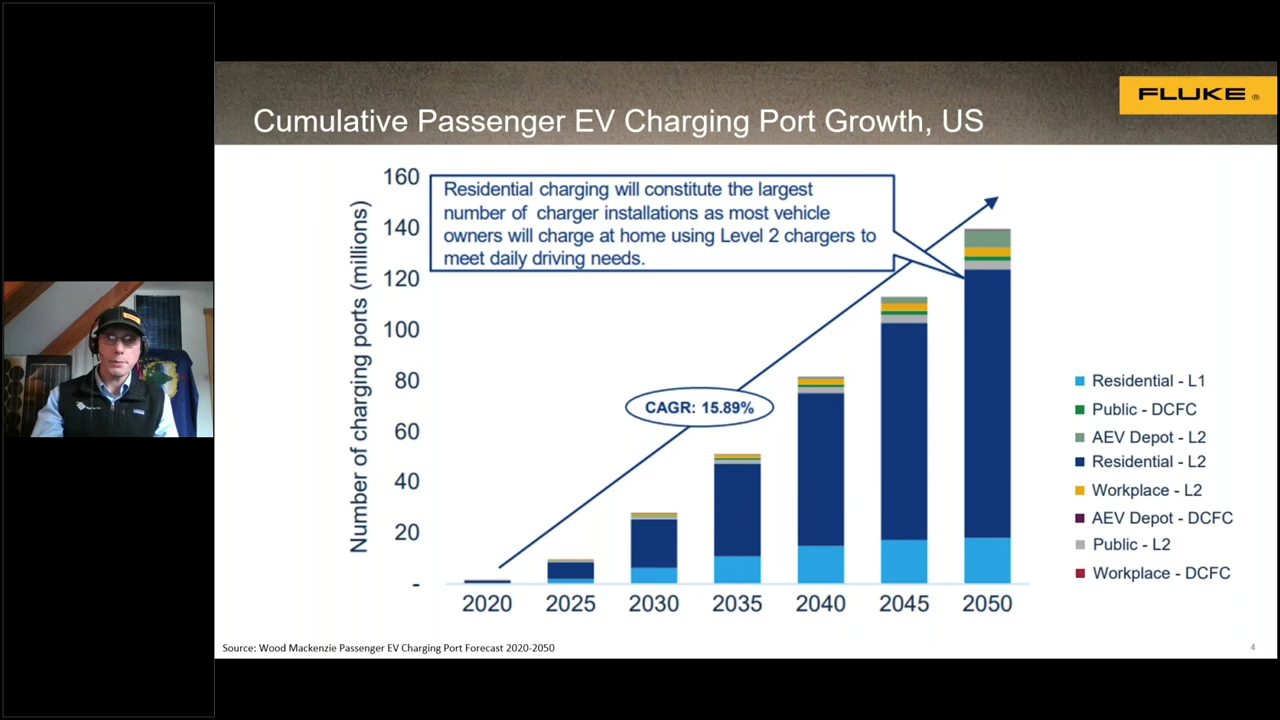 FLUKE ®
Cumulative Passenger EV Charging Port Growth, US
Number of charging ports (millions)
160
140
120
100
80
60
40
20
-
Residential charging will constitute the largest
number of charger installations as most vehicle
owners will charge at home using Level 2 chargers to
meet daily driving needs.
CAGR: 15.89%
2020 2025 2030 2035 2040 2045 2050
Residential - L1
Public - DCFC
AEV Depot - L2
Residential - L2
Workplace - L2
AEV Depot - DCFC
Public - L2
Workplace - DCFC
Source: Wood Mackenzie Passenger EV Charging Port Forecast 2020-2050
4